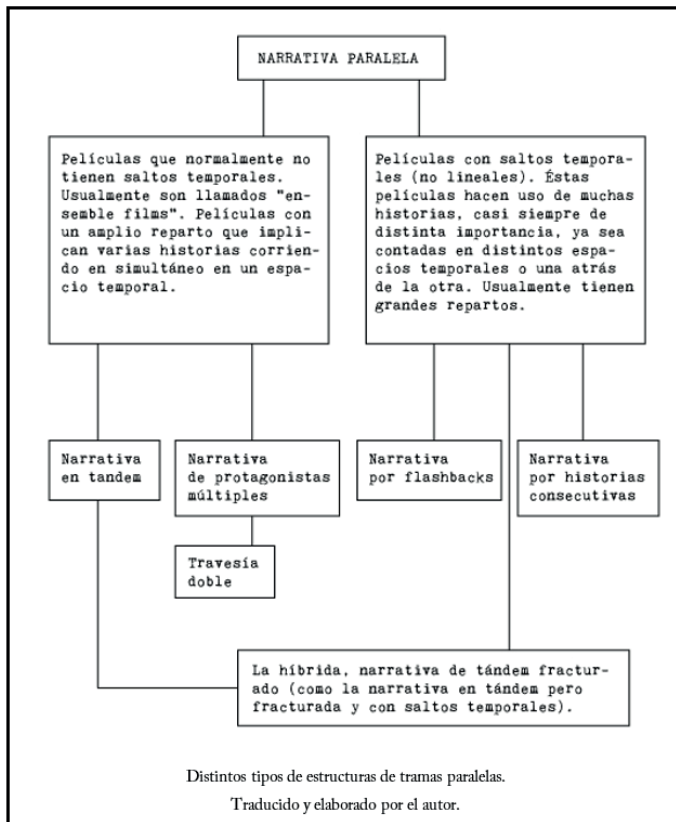 NARRATIVA PARALELA
Películas que normalmente no
tienen saltos temporales.
Usualmente son llamados "en-
semble films". Películas con
un amplio reparto que impli-
can varias historias corrien-
do en simultáneo en un espa-
cio temporal.
Películas con saltos tempora-
les (no lineales). Éstas
películas hacen uso de muchas
historias, casi siempre de
distinta importancia, ya sea
contadas en distintos espa-
cios temporales o una atrás
de la otra. Usualmente tienen
grandes repartos.
Narrativa
en tandem
Narrativa
de protagonistas
múltiples
Narrativa
por flashbacks
Narrativa
por historias
consecutivas
Travesía
doble
La híbrida, narrativa de tándem fractur-
ado (como la narrativa en tándem pero
fracturada y con saltos temporales).
Distintos tipos de estructuras de tramas paralelas.
Traducido y elaborado por el autor.